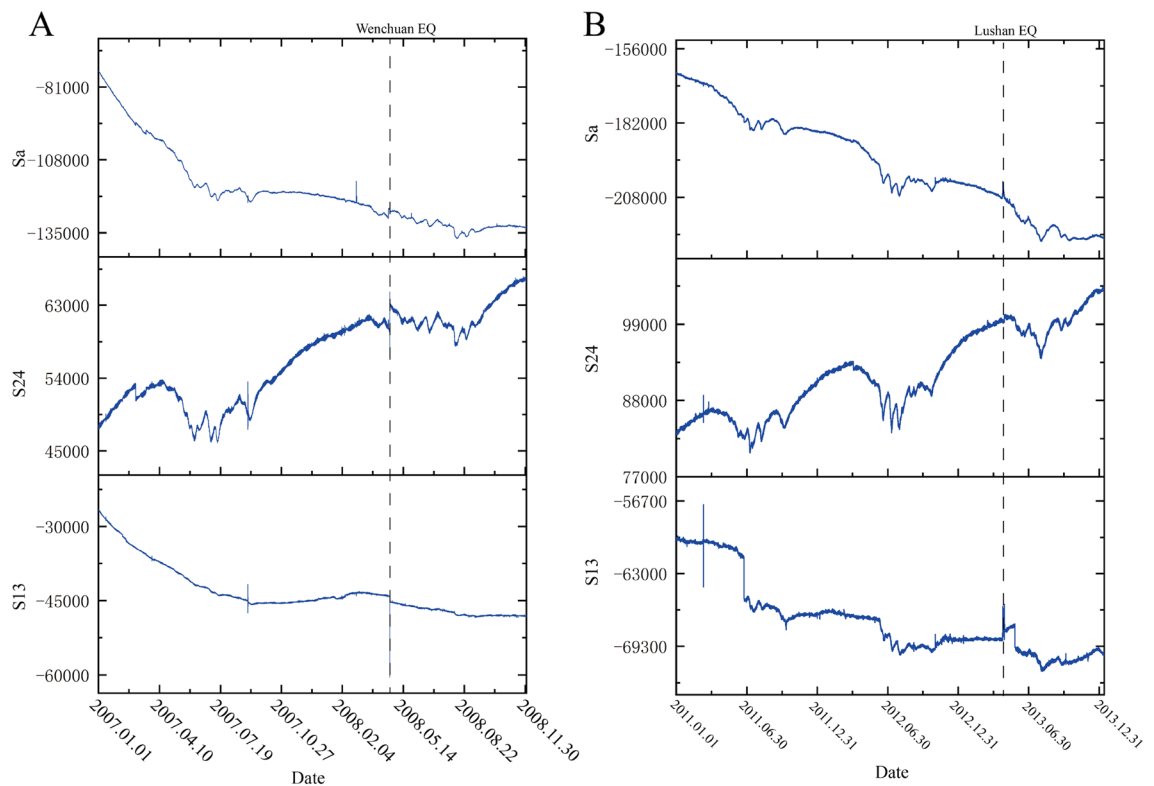 A
Wenchuan EQ
Sa
−81000
−108000
−135000
S24
63000
54000
45000
S13
−30000
−45000
−60000
2007.01.01
2007.04.10
2007.07.19
2007.10.27
2008.02.04
2008.05.14
2008.08.22
2008.11.30
Date
B
Lushan EQ
Sa
−156000
−182000
−208000
S24
99000
88000
77000
S13
−56700
−63000
−69300
2011.01.01
2011.06.30
2011.12.31
2012.06.30
2012.12.31
2013.06.30
2013.12.31
Date